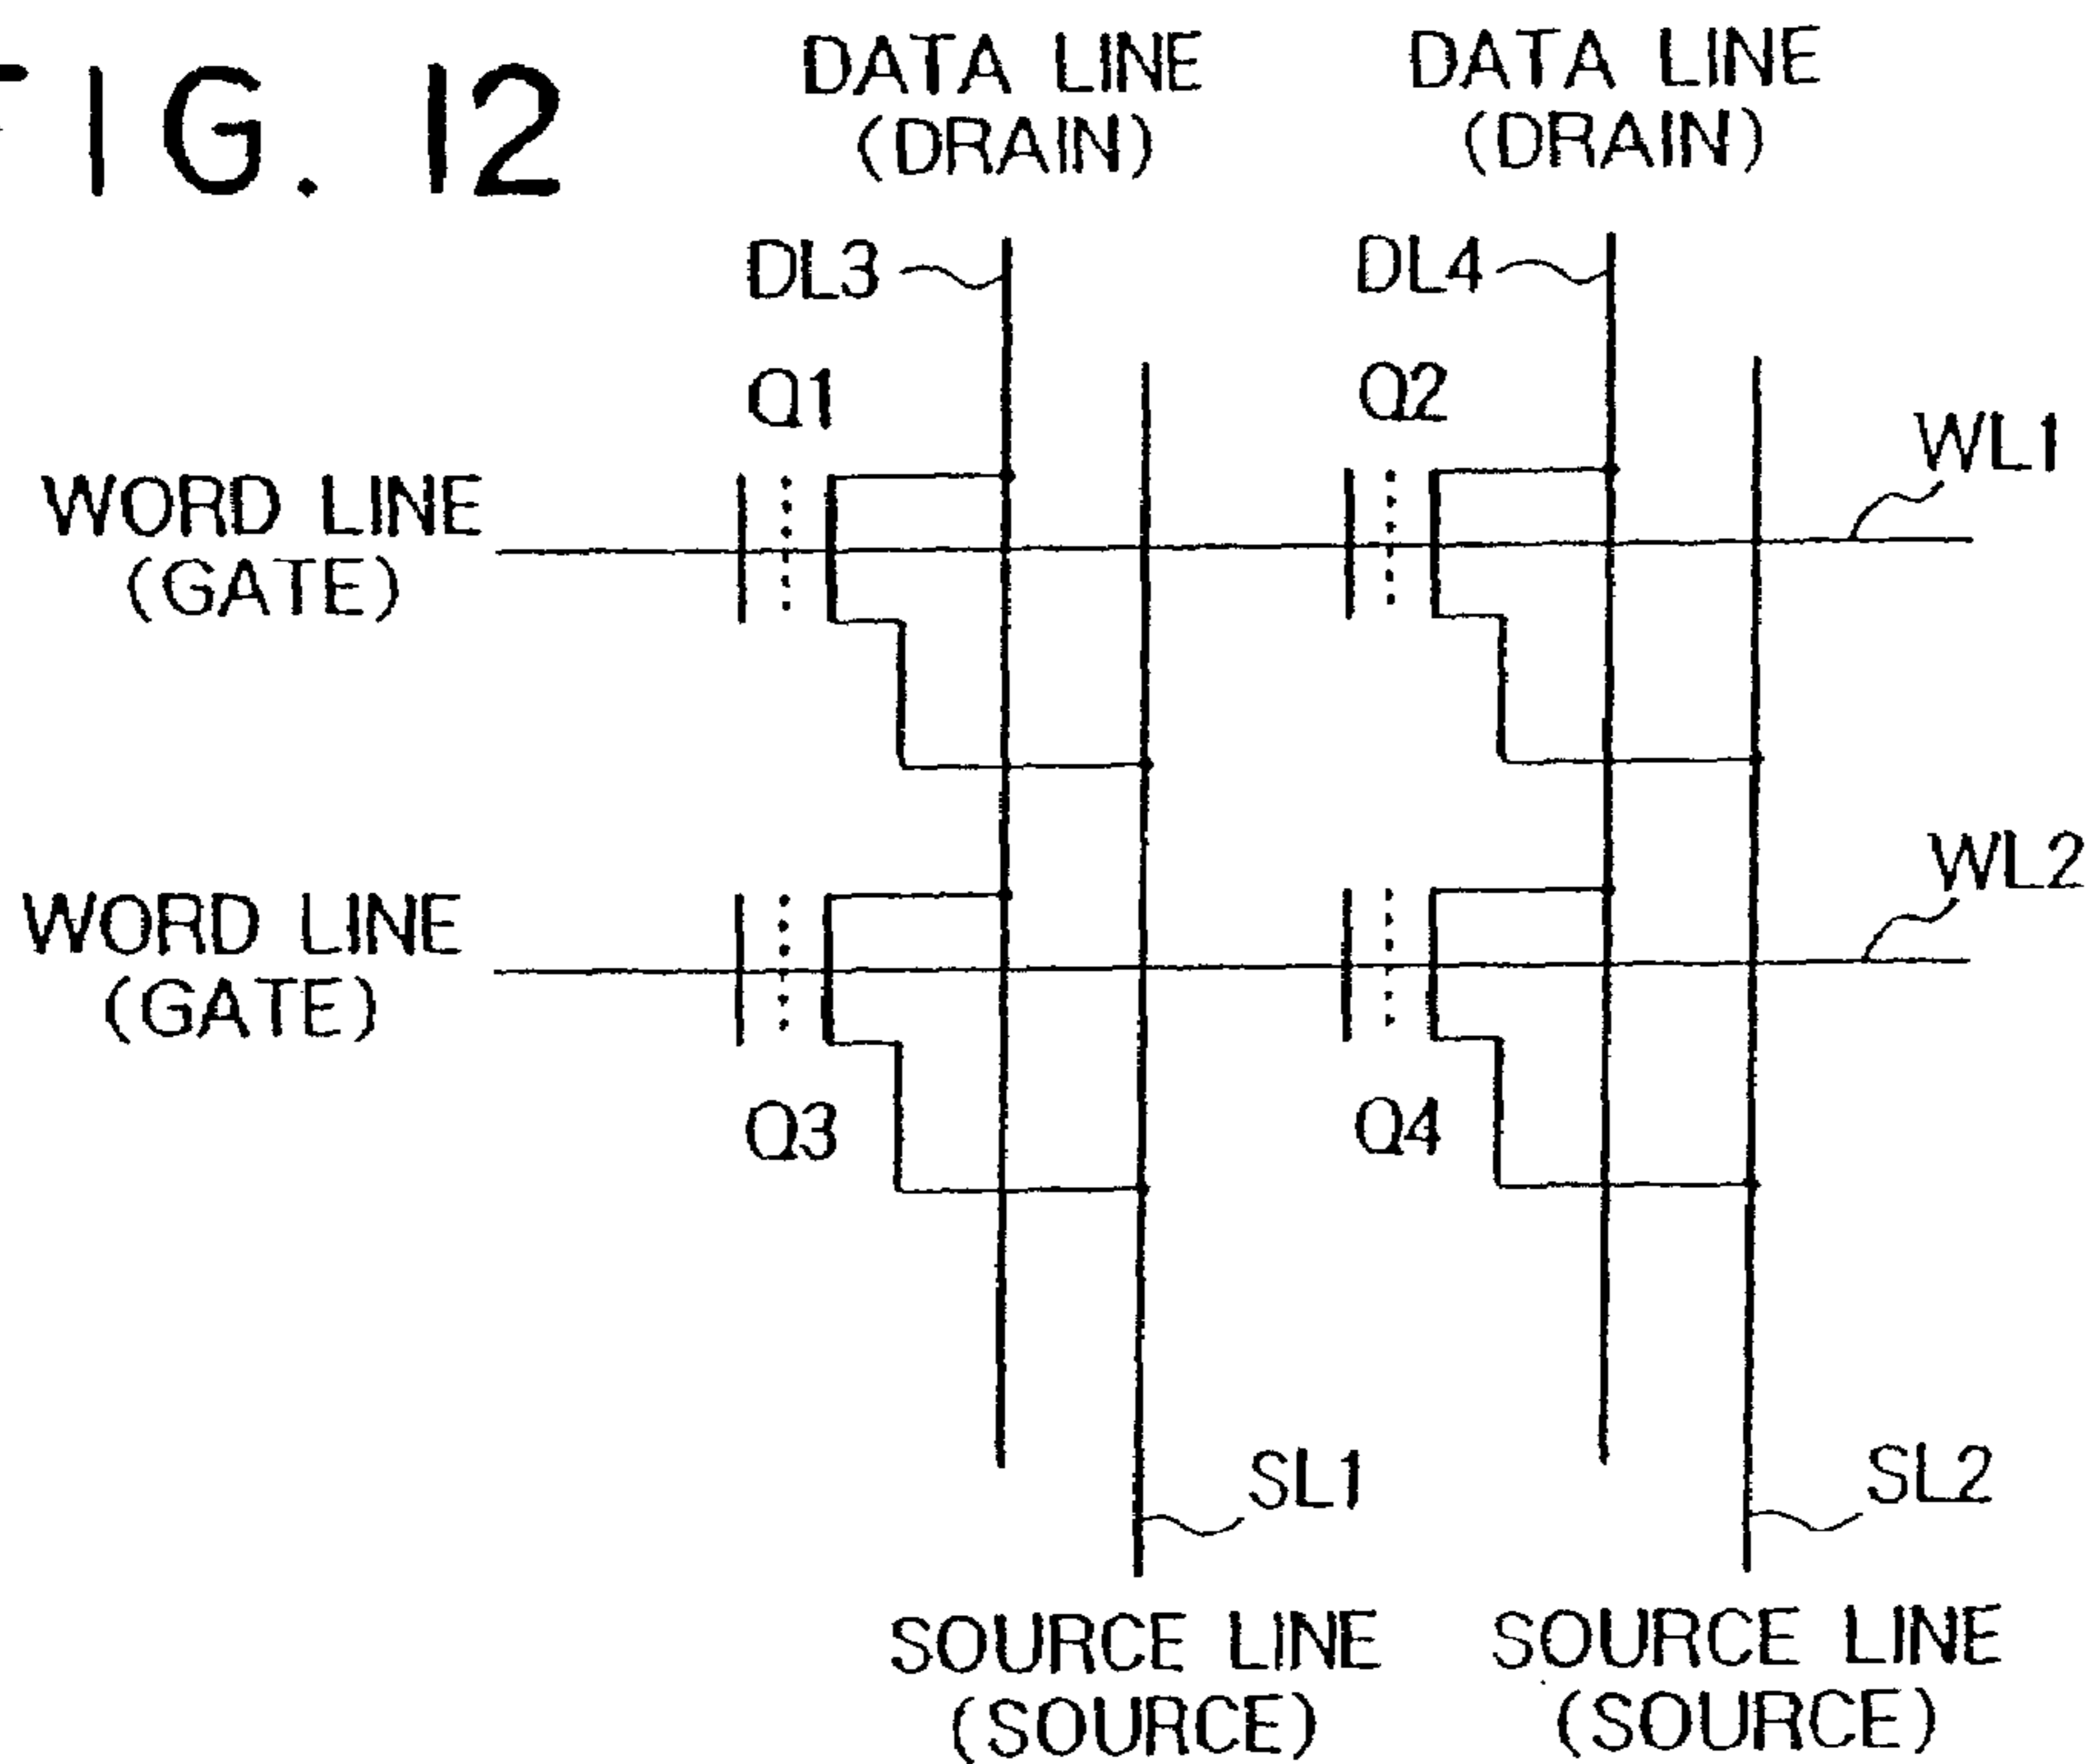 FIG. 12
DATA LINE
(DRAIN)
DATA LINE
(DRAIN)
DL3
DL4
Q1
Q2
WL1
WORD LINE
(GATE)
WL2
WORD LINE
(GATE)
Q3
Q4
SL1
SL2
SOURCE LINE
(SOURCE)
SOURCE LINE
(SOURCE)